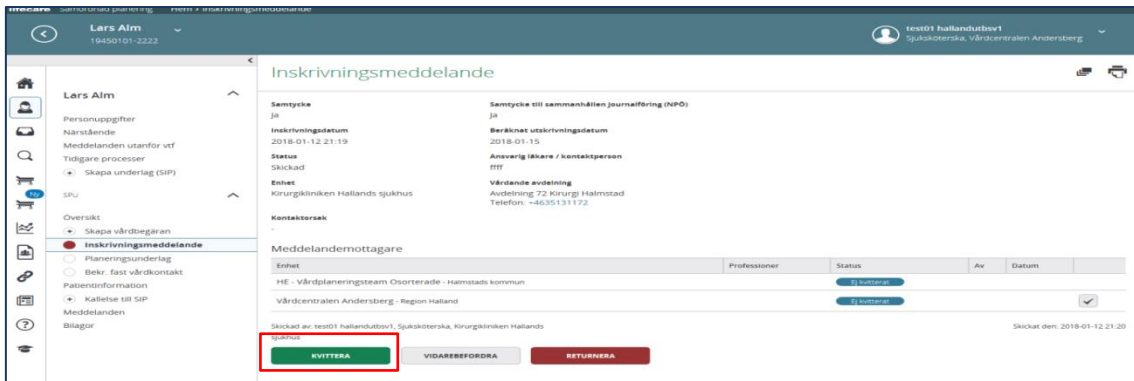 lifecare Samordnad planering Hem > Inskrivningsmeddelande
Lars Alm
19450101-2222
test01 hallandutbsv1
Sjuksköterska, Vårdcentralen Andersberg
Lars Alm
Personuppgifter
Närstående
Meddelanden utanför vtf
Tidigare processer
Skapa underlag (SIP)
Ny
SPU
Översikt
Skapa vårdbegäran
Inskrivningsmeddelande
Planeringsunderlag
Bekr. fast vårdkontakt
Patientinformation
Kallelse till SIP
Meddelanden
Bilagor
Inskrivningsmeddelande
Samtycke Samtycke till sammanhållen journalföring (NPÖ)
Ja Ja
Inskrivningsdatum Beräknat utskrivningsdatum
2018-01-12 21:19 2018-01-15
Status Ansvarig läkare / kontaktperson
Skickad ffff
Enhet Vårdande avdelning
Kirurgikliniken Hallands sjukhus Avdelning 72 Kirurgi Halmstad
Telefon: +4635131172
Kontaktorsak
-
Meddelandemottagare
Enhet Professioner Status Av Datum
HE - Vårdplaneringsteam Osorterade - Halmstads kommun Ej kvitterat
Vårdcentralen Andersberg - Region Halland Ej kvitterat
Skickad av: test01 hallandutbsv1, Sjuksköterska, Kirurgikliniken Hallands Skickat den: 2018-01-12 21:20
sjukhus
KVITTERA VIDAREBEFORDRA RETURNERA